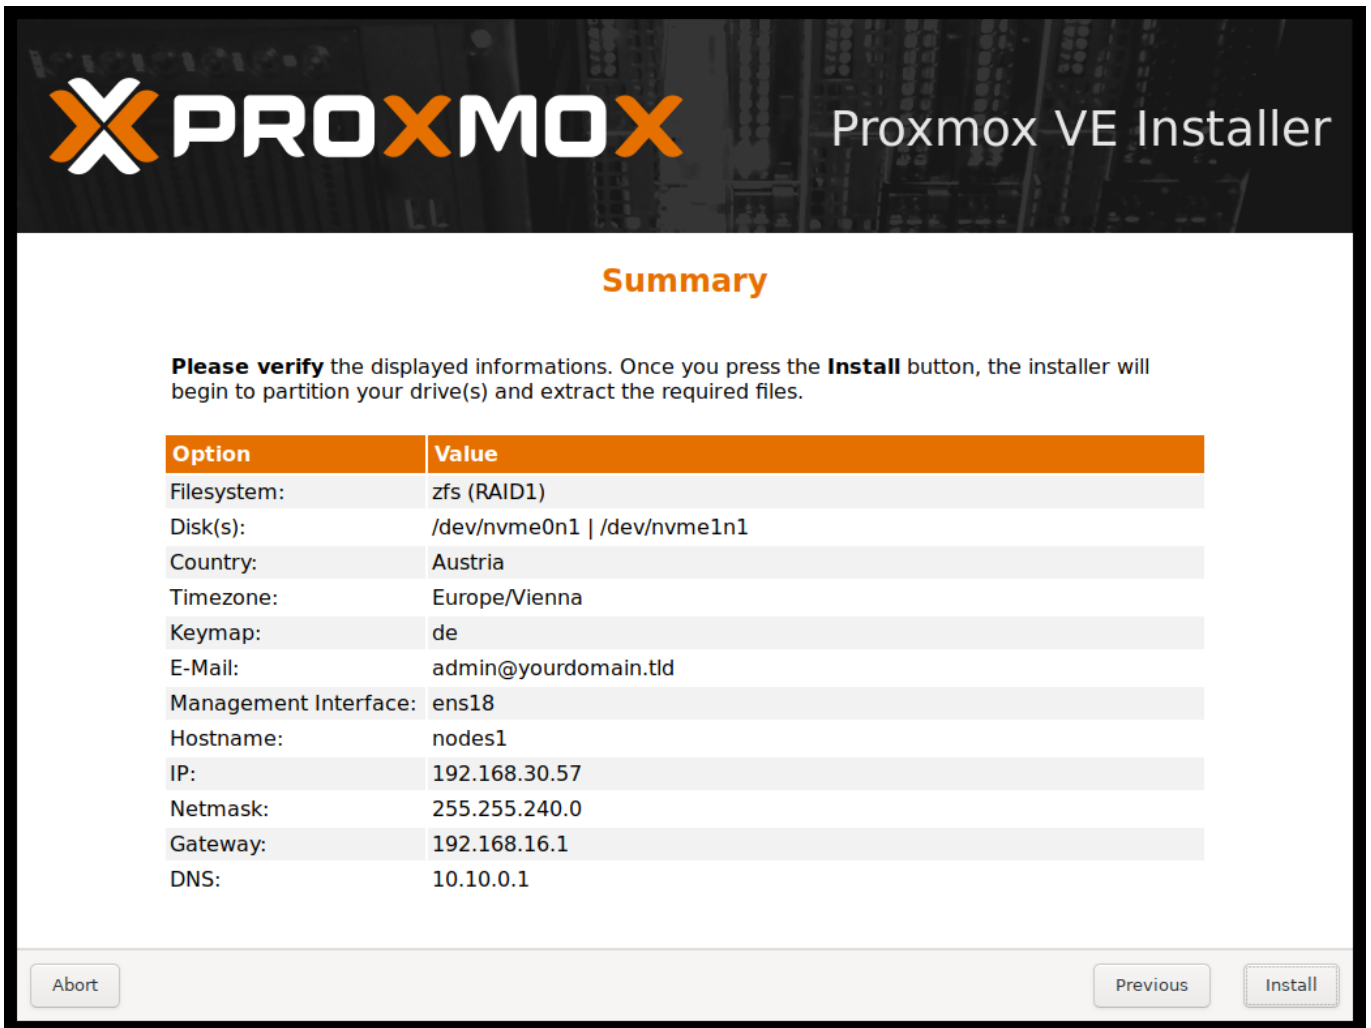 PROXMOX
Proxmox VE Installer
Summary
Please verify the displayed informations. Once you press the Install button, the installer will
begin to partition your drive(s) and extract the required files.
Option Value
Filesystem: zfs (RAID1)
Disk(s): /dev/nvme0n1 | /dev/nvme1n1
Country: Austria
Timezone: Europe/Vienna
Keymap: de
E-Mail: admin@yourdomain.tld
Management Interface: ens18
Hostname: nodes1
IP: 192.168.30.57
Netmask: 255.255.240.0
Gateway: 192.168.16.1
DNS: 10.10.0.1
Abort Previous Install